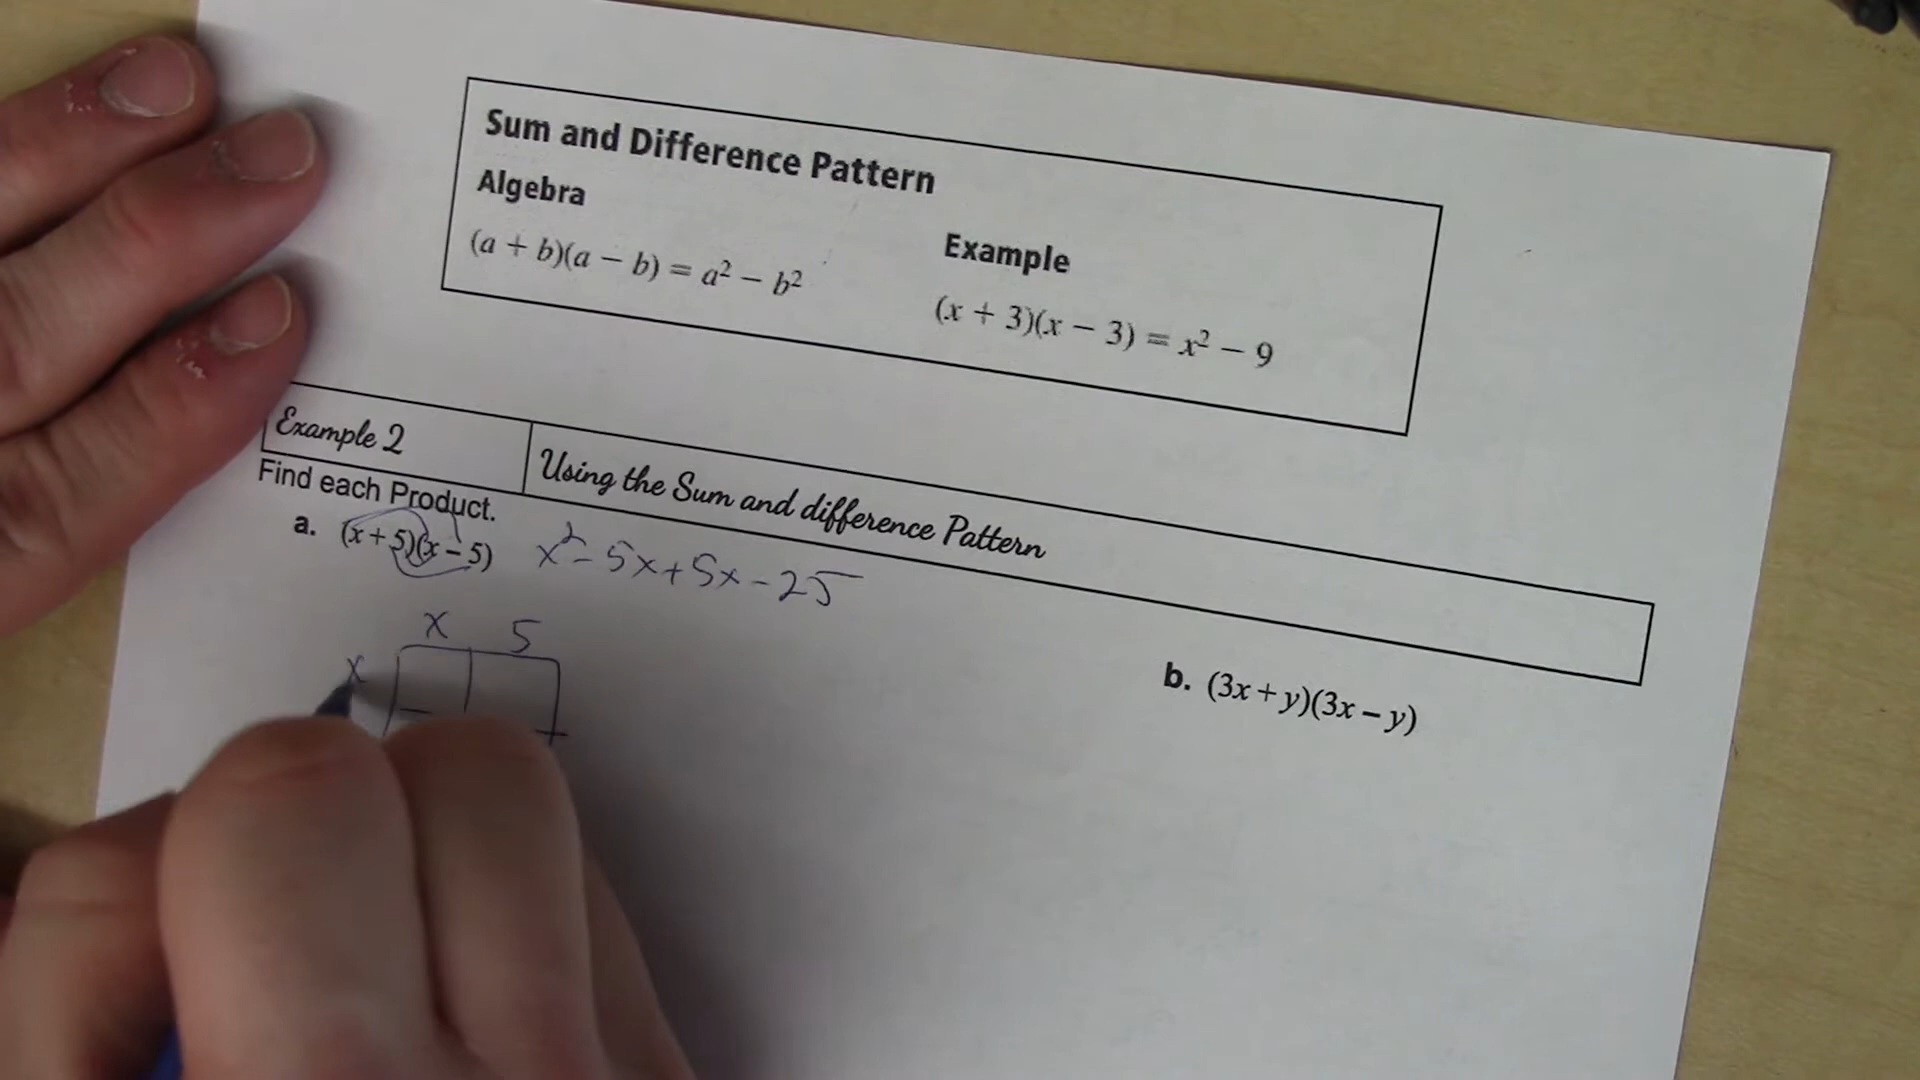 Sum and Difference Pattern
Algebra
(a + b)(a − b) = a² − b²
Example
(x + 3)(x − 3) = x² − 9
Example 2
Using the Sum and difference Pattern
Find each Product.
a. (x + 5)(x − 5)
x² − 5x + 5x − 25
x 5
x
b. (3x + y)(3x − y)